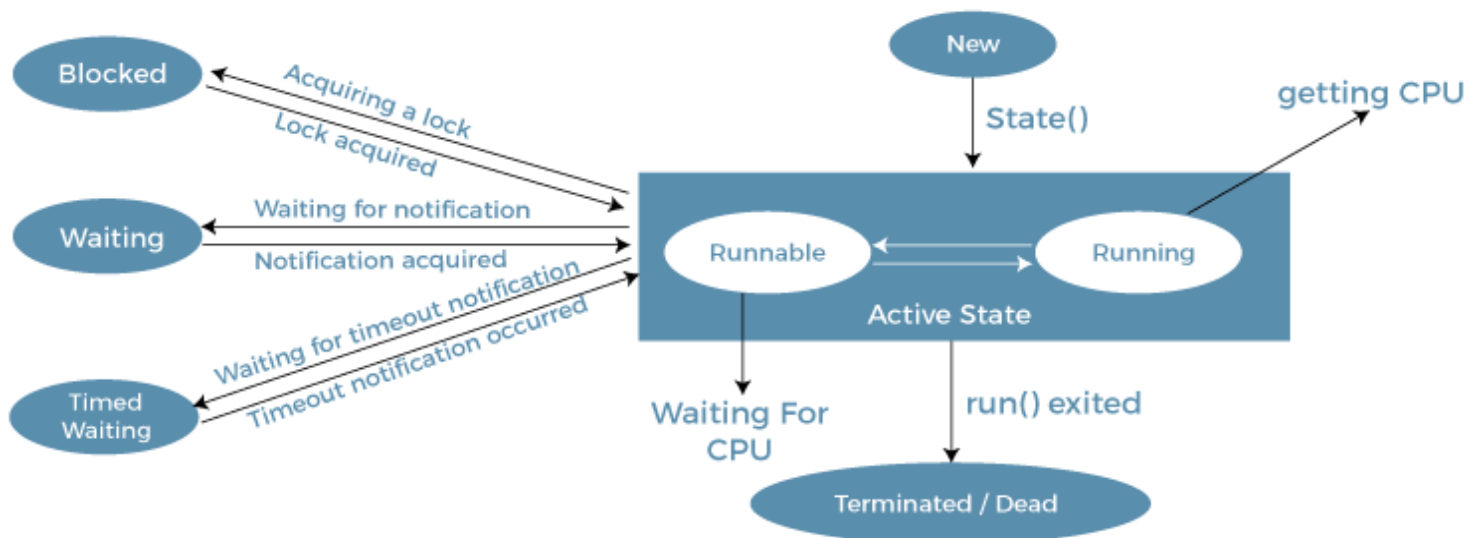 New
Blocked
Acquiring a lock
Lock acquired
State()
getting CPU
Waiting
Waiting for notification
Notification acquired
Runnable
Running
Active State
Timed
Waiting
Waiting for timeout notification
Timeout notification occurred
Waiting For
CPU
run() exited
Terminated / Dead